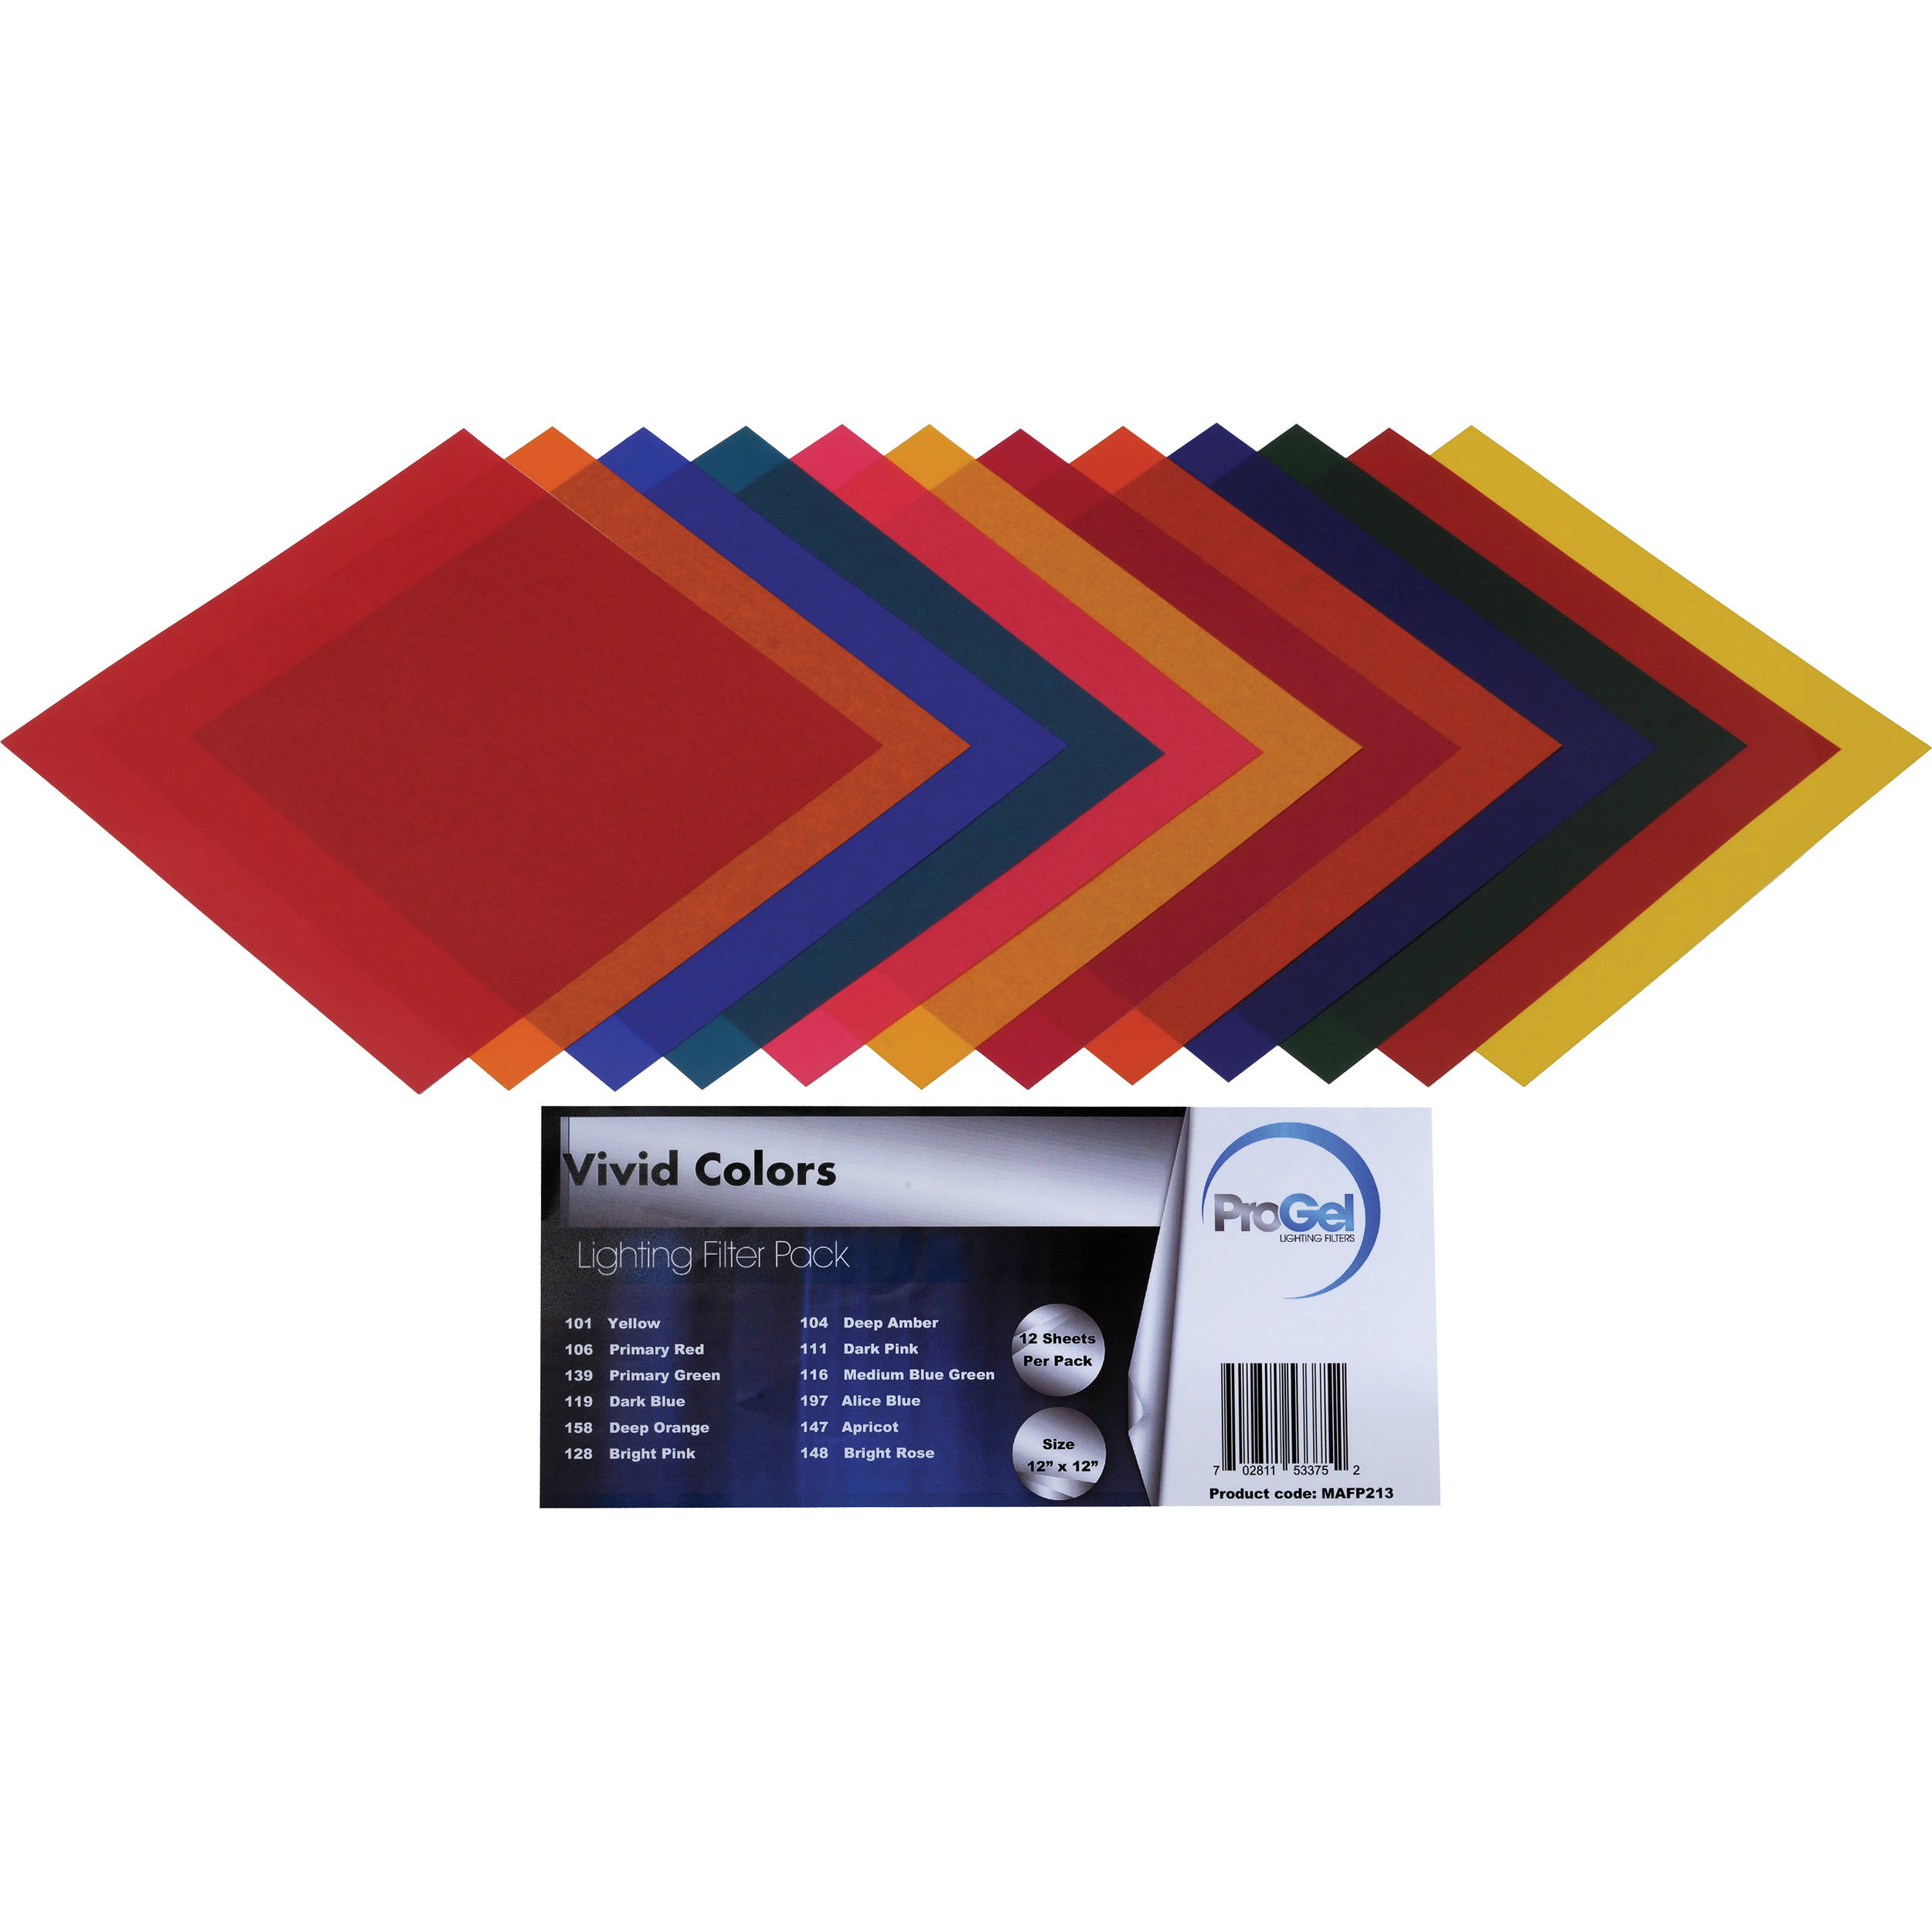 Vivid Colors
Lighting Filter Pack
101 Yellow
106 Primary Red
139 Primary Green
119 Dark Blue
158 Deep Orange
128 Bright Pink
104 Deep Amber
111 Dark Pink
116 Medium Blue Green
197 Alice Blue
147 Apricot
148 Bright Rose
12 Sheets
Per Pack
Size
12” x 12”
ProGel
LIGHTING FILTERS
7 02811 53375 2
Product code: MAFP213